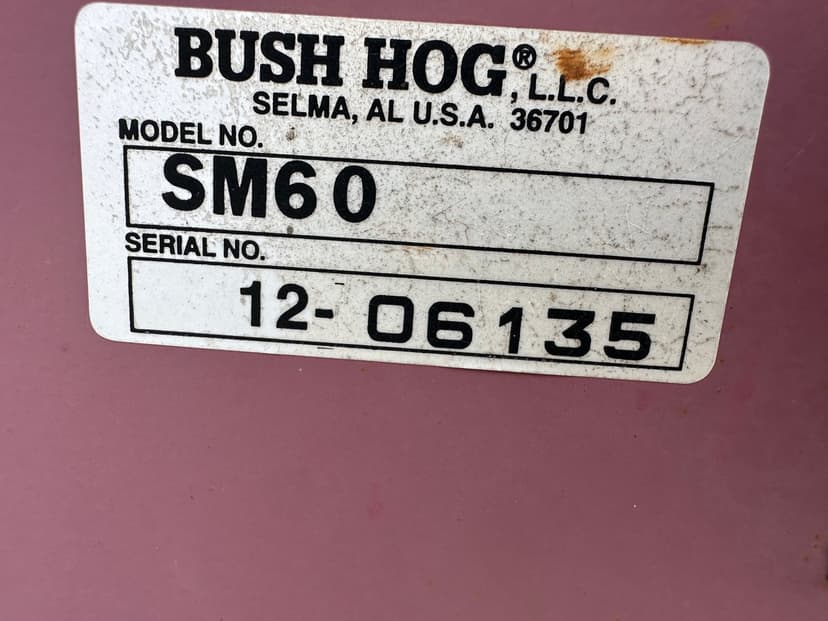 BUSH HOG®, L.L.C.
SELMA, AL U.S.A. 36701
MODEL NO.
SM60
SERIAL NO.
12-06135